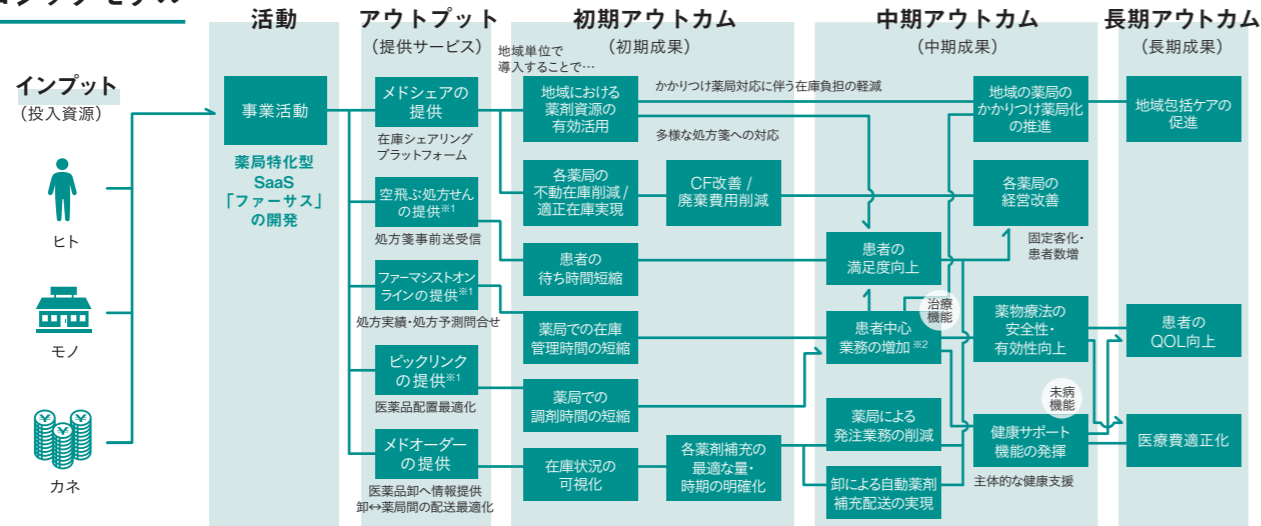 インプット
（投入資源）
ヒト
モノ
カネ
活動
事業活動
薬局特化型
SaaS
「ファーサス」
の開発
アウトプット
（提供サービス）
メドシェアの
提供
在庫シェアリング
プラットフォーム
空飛ぶ処方せん
の提供※1
処方箋事前送受信
ファーマシストオン
ラインの提供※1
処方実績・処方予測問合せ
ピックリンク
の提供※1
医薬品配置最適化
メドオーダー
の提供
医薬品卸へ情報提供
卸↔薬局間の配送最適化
初期アウトカム
（初期成果）
地域単位で
導入することで…
地域における
薬剤資源の
有効活用
各薬局の
不動在庫削減/
適正在庫実現
CF改善/
廃棄費用削減
患者の
待ち時間短縮
薬局での在庫
管理時間の短縮
薬局での
調剤時間の短縮
在庫状況の
可視化
各薬剤補充の
最適な量・
時期の明確化
かかりつけ薬局対応に伴う在庫負担の軽減
多様な処方箋への対応
中期アウトカム
（中期成果）
地域の薬局の
かかりつけ薬局化
の推進
各薬局の
経営改善
固定客化・
患者数増
患者の
満足度向上
治療
機能
患者中心
業務の増加※2
薬物療法の
安全性・
有効性向上
未病
機能
薬局による
発注業務の削減
健康サポート
機能の発揮
主体的な健康支援
卸による自動薬剤
補充配送の実現
長期アウトカム
（長期成果）
地域包括ケアの
促進
患者の
QOL向上
医療費適正化